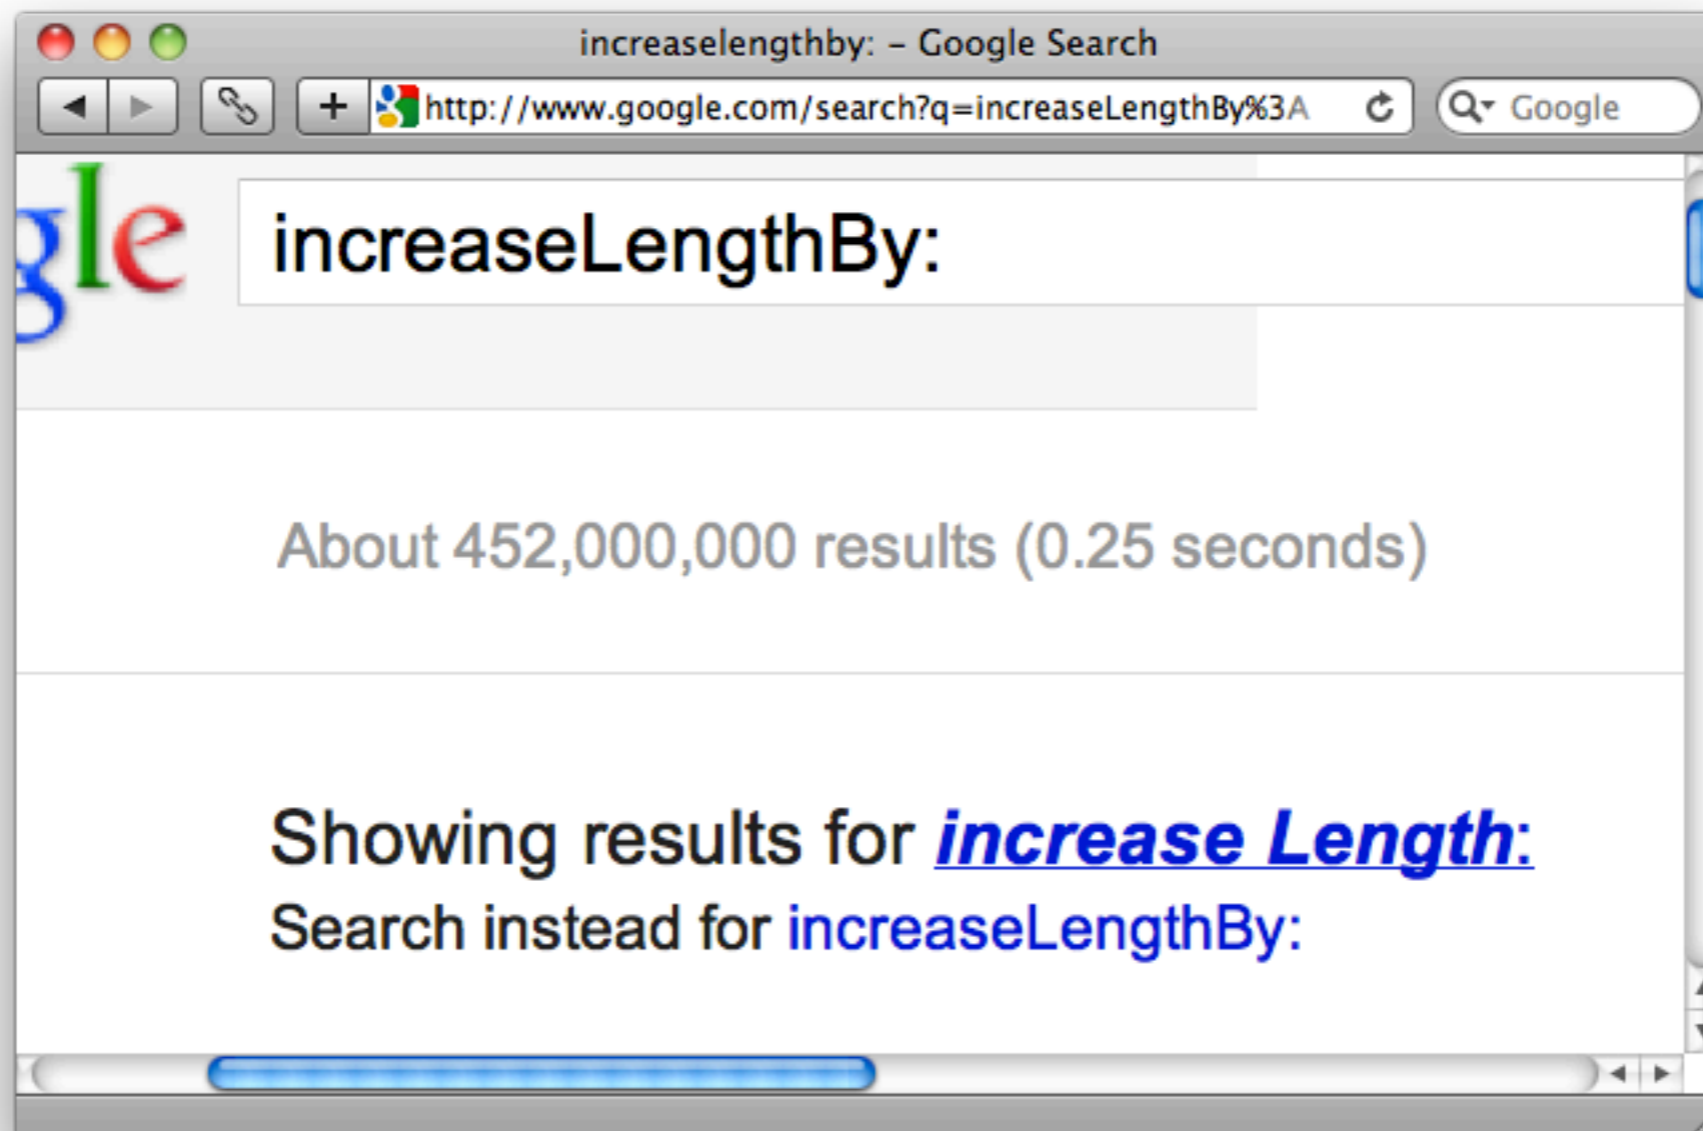 increaselengthby: – Google Search
http://www.google.com/search?q=increaseLengthBy%3A
Google
gle
increaseLengthBy:
About 452,000,000 results (0.25 seconds)
Showing results for increase Length:
Search instead for increaseLengthBy: